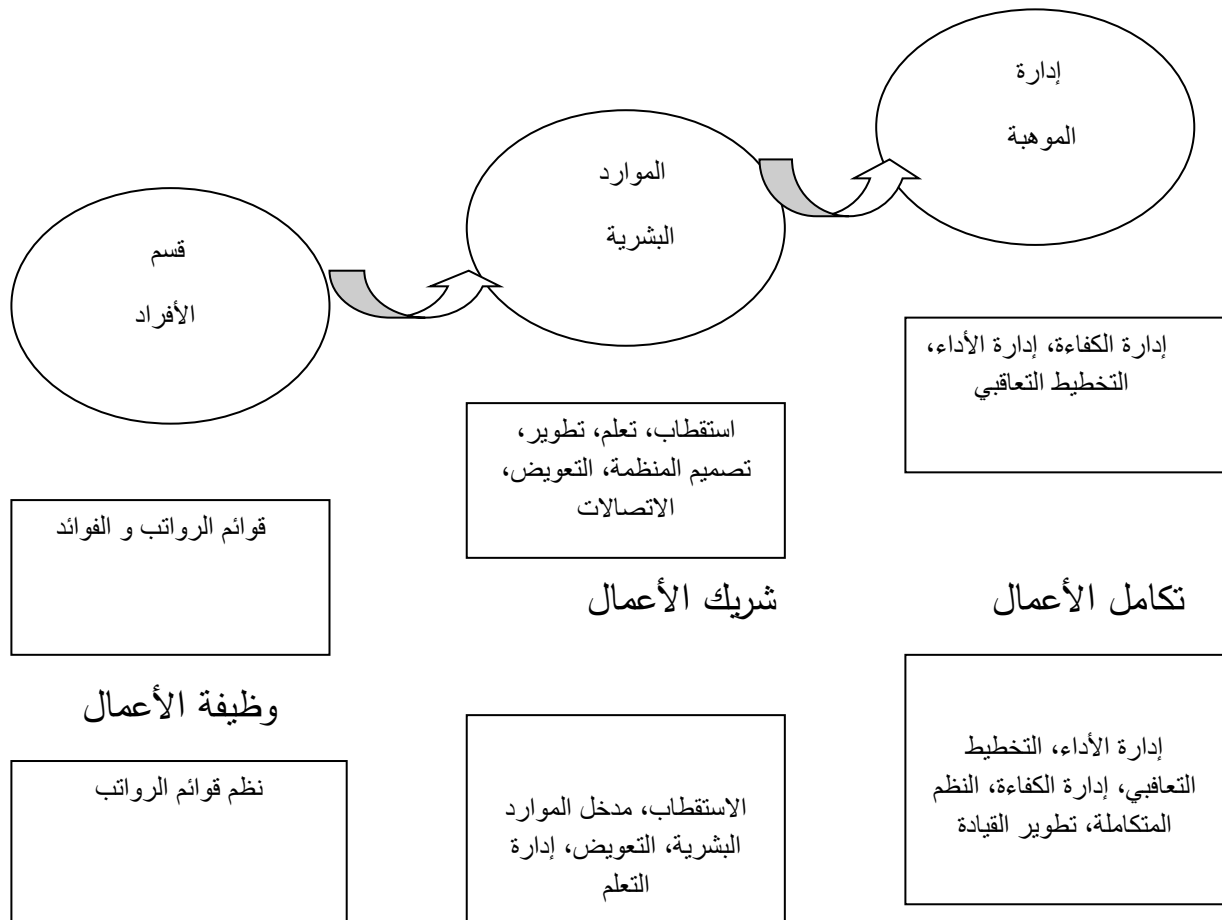 إدارة
الموهبة
الموارد
البشرية
قسم
الأفراد
إدارة الكفاءة، إدارة الأداء،
التخطيط التعاقبي
استقطاب، تعلم، تطوير،
تصميم المنظمة، التعويض،
الاتصالات
قوائم الرواتب و الفوائد
تكامل الأعمال
شريك الأعمال
وظيفة الأعمال
إدارة الأداء، التخطيط
التعاقبي، إدارة الكفاءة، النظم
المتكاملة، تطوير القيادة
الاستقطاب، مدخل الموارد
البشرية، التعويض، إدارة
التعلم
نظم قوائم الرواتب